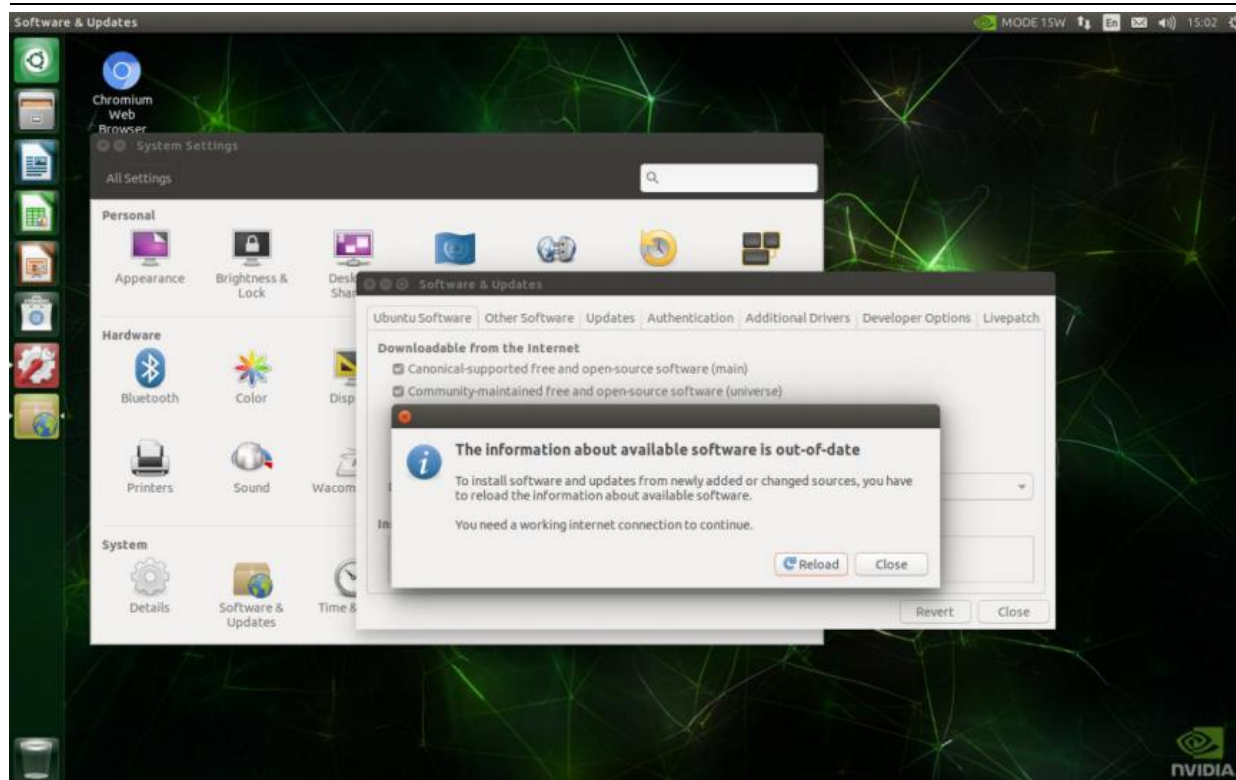 Software & Updates
MODE 15W
En
15:02
Chromium
Web
Browser
System Settings
All Settings
Personal
Appearance
Brightness &
Lock
Hardware
Bluetooth
Color
Printers
Sound
Wacom
System
Details
Software &
Updates
Time &
Software & Updates
Ubuntu Software
Other Software
Updates
Authentication
Additional Drivers
Developer Options
Livepatch
Downloadable from the Internet
Canonical-supported free and open-source software (main)
Community-maintained free and open-source software (universe)
The information about available software is out-of-date
To install software and updates from newly added or changed sources, you have
to reload the information about available software.
You need a working internet connection to continue.
Reload
Close
Revert
Close
NVIDIA